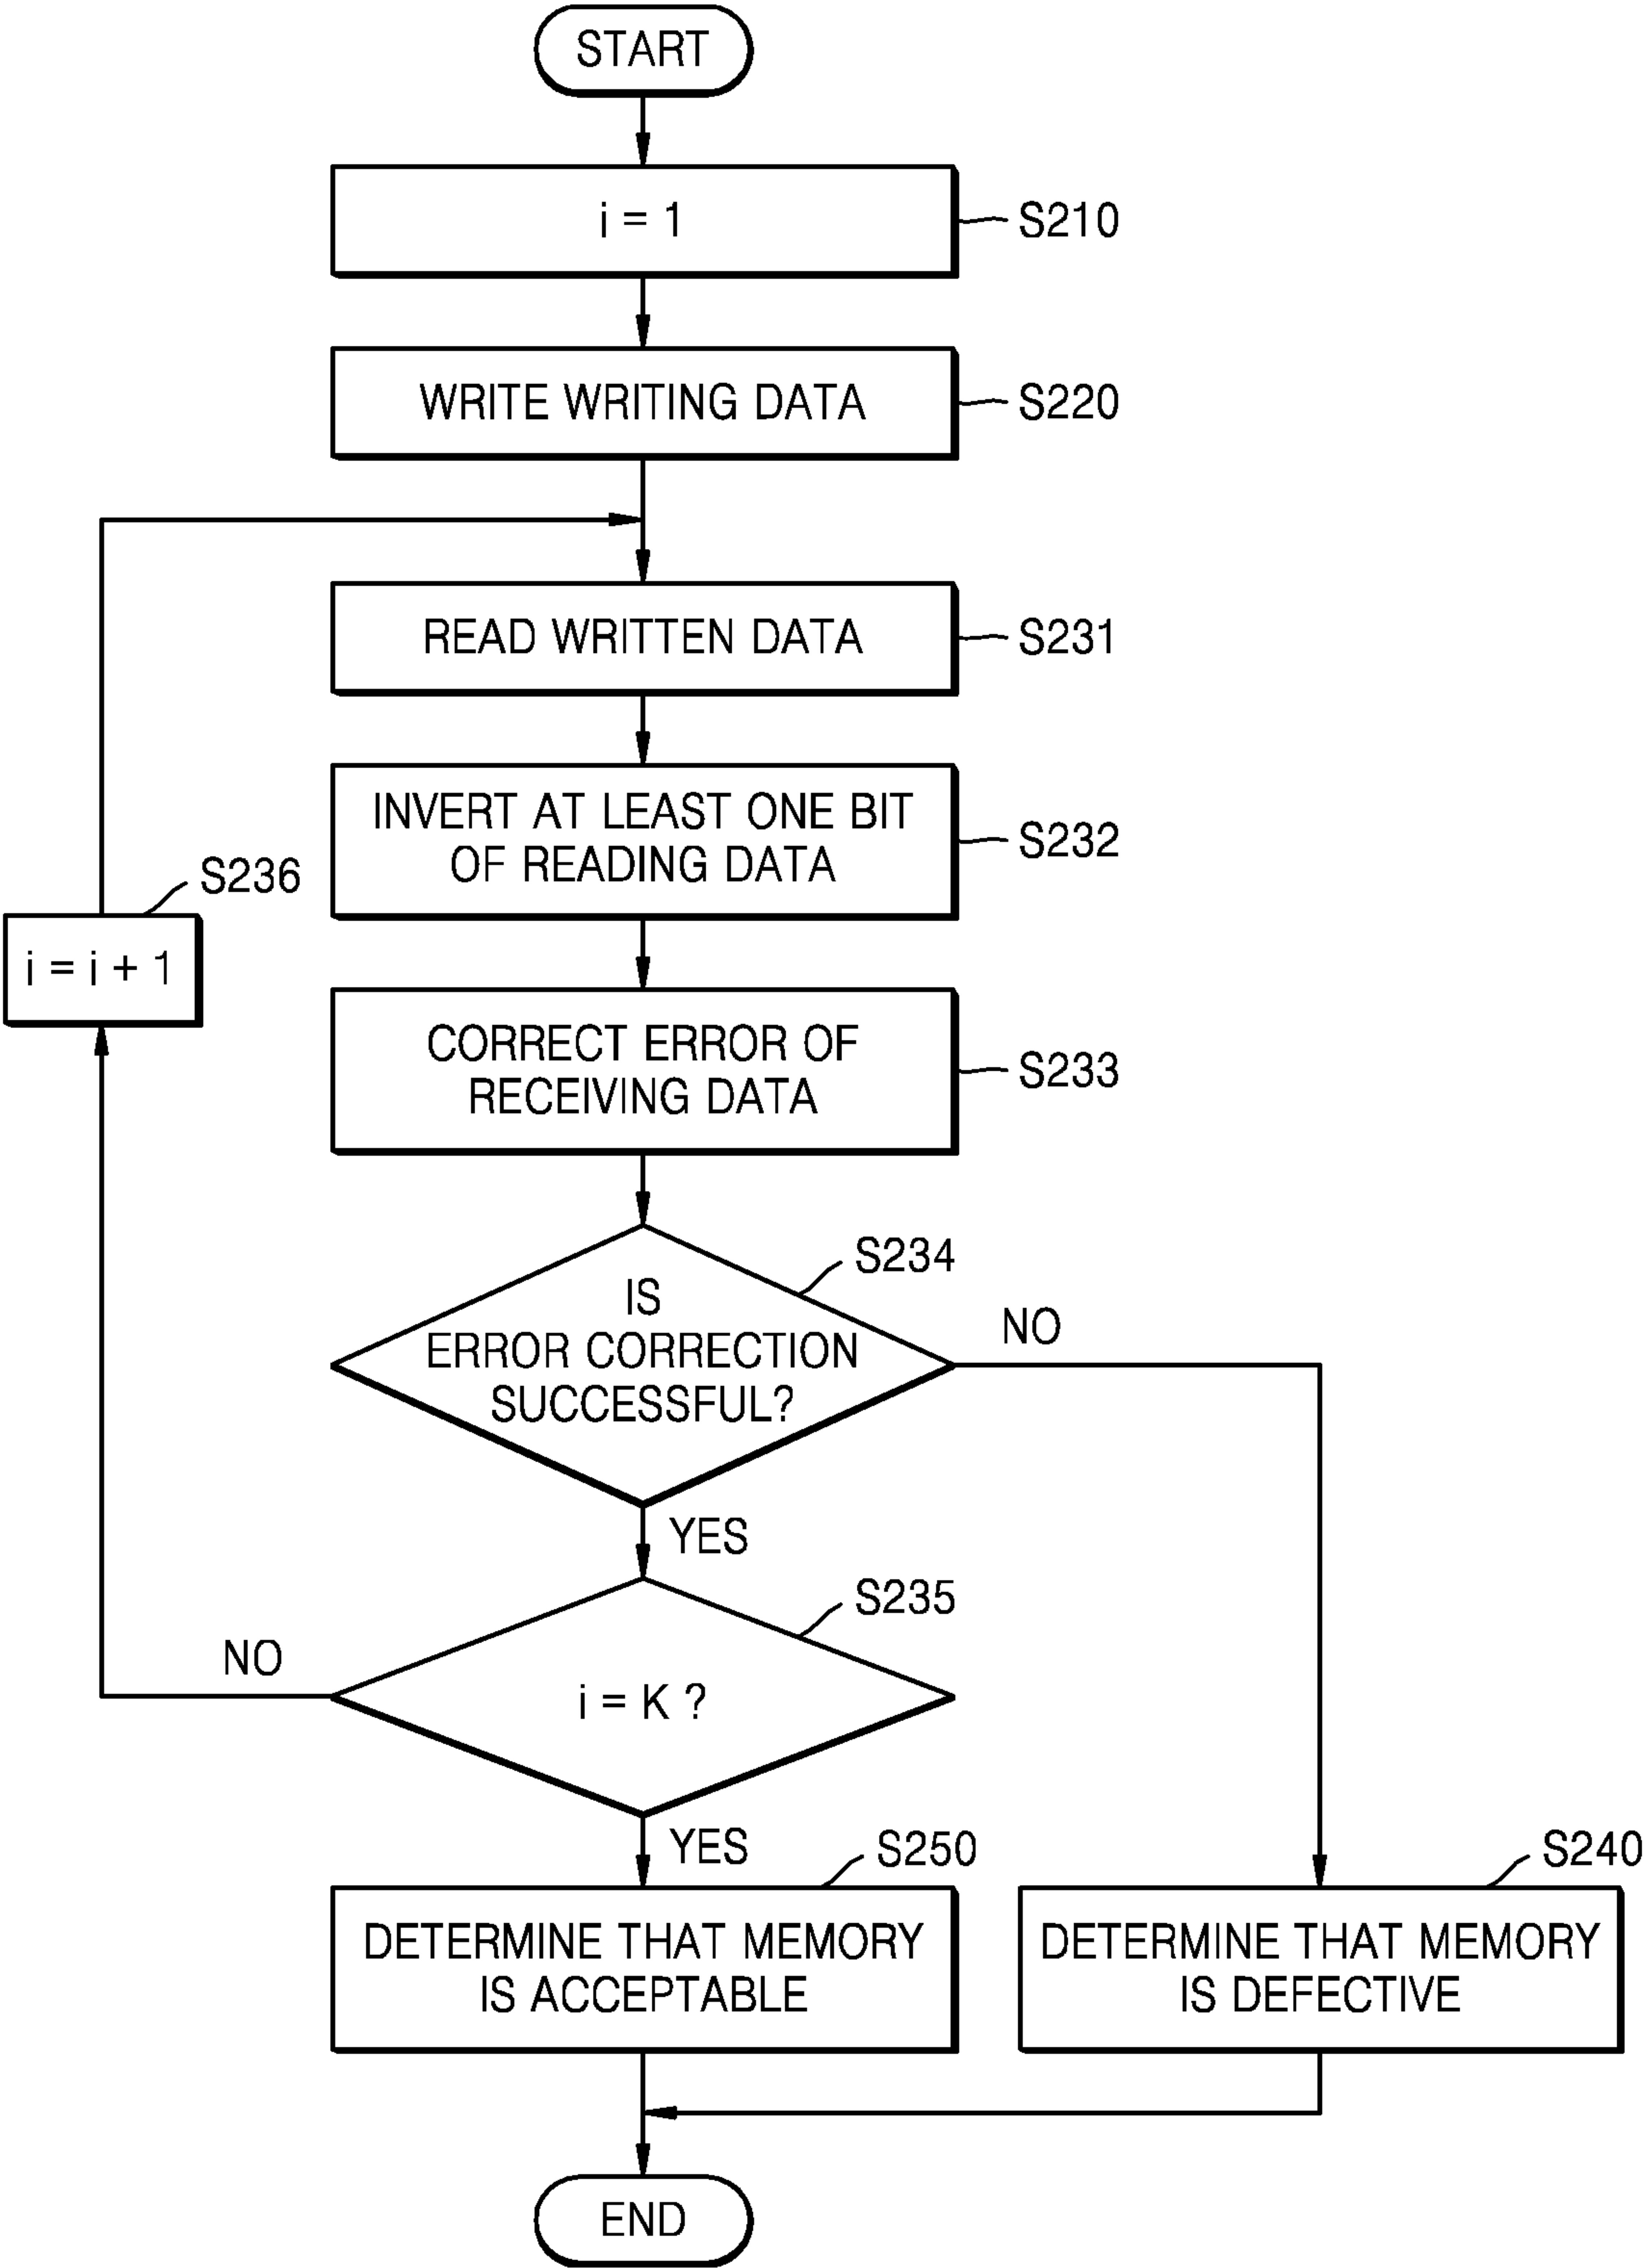 START
i = 1
S210
WRITE WRITING DATA
S220
READ WRITTEN DATA
S231
INVERT AT LEAST ONE BIT
OF READING DATA
S232
S236
i = i + 1
CORRECT ERROR OF
RECEIVING DATA
S233
S234
IS
ERROR CORRECTION
SUCCESSFUL?
NO
YES
S235
NO
i = K ?
YES
S250
S240
DETERMINE THAT MEMORY
IS ACCEPTABLE
DETERMINE THAT MEMORY
IS DEFECTIVE
END